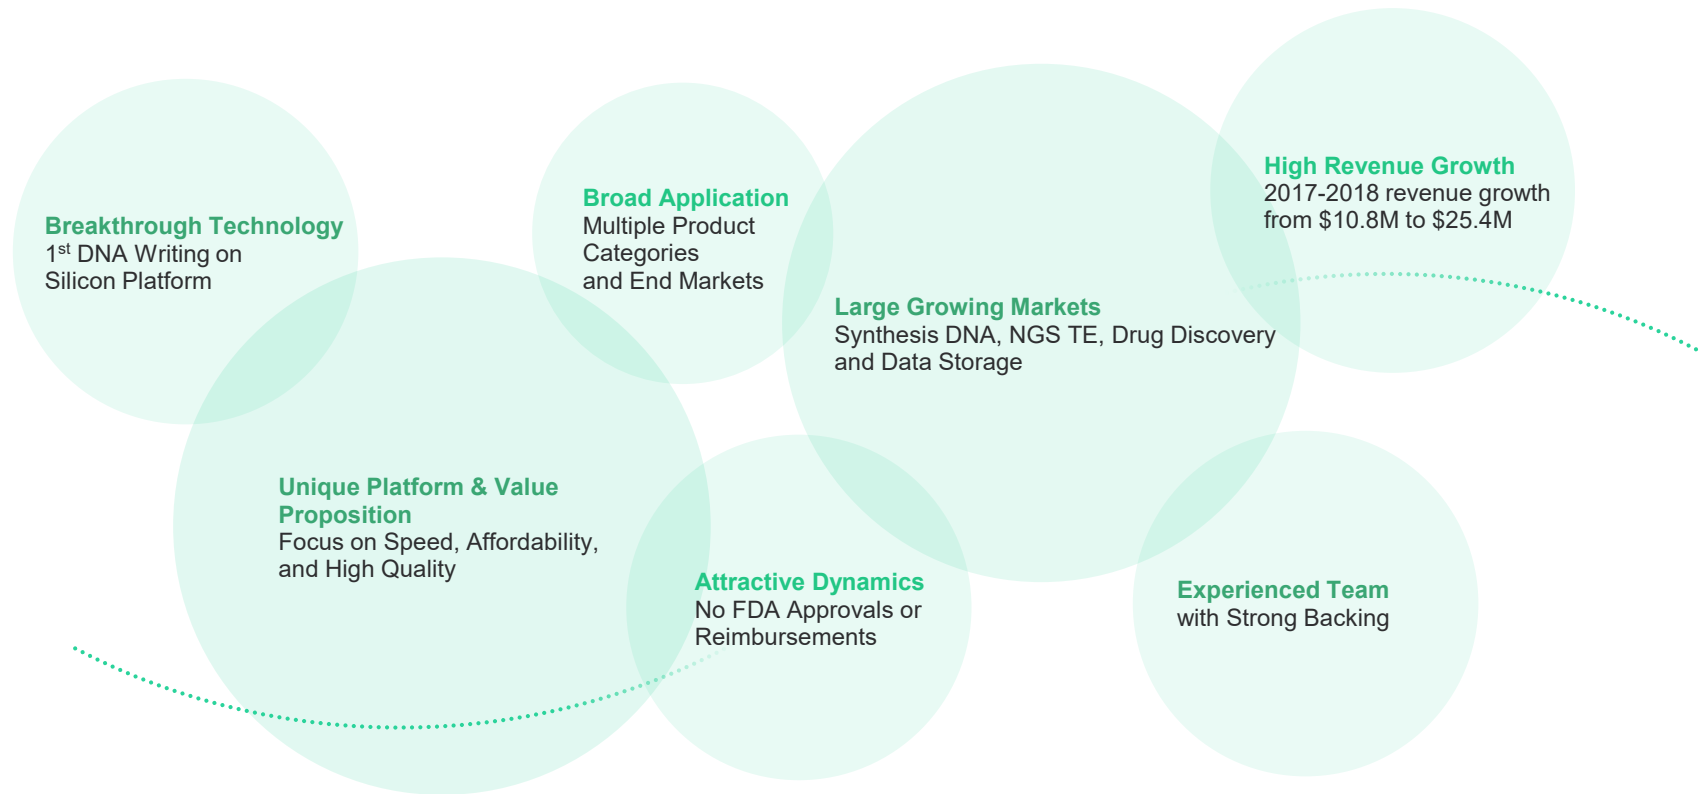 Breakthrough Technology
1st DNA Writing on
Silicon Platform
Unique Platform & Value
Proposition
Focus on Speed, Affordability,
and High Quality
Broad Application
Multiple Product
Categories
and End Markets
Attractive Dynamics
No FDA Approvals or
Reimbursements
Large Growing Markets
Synthesis DNA, NGS TE, Drug Discovery
and Data Storage
High Revenue Growth
2017-2018 revenue growth
from $10.8M to $25.4M
Experienced Team
with Strong Backing